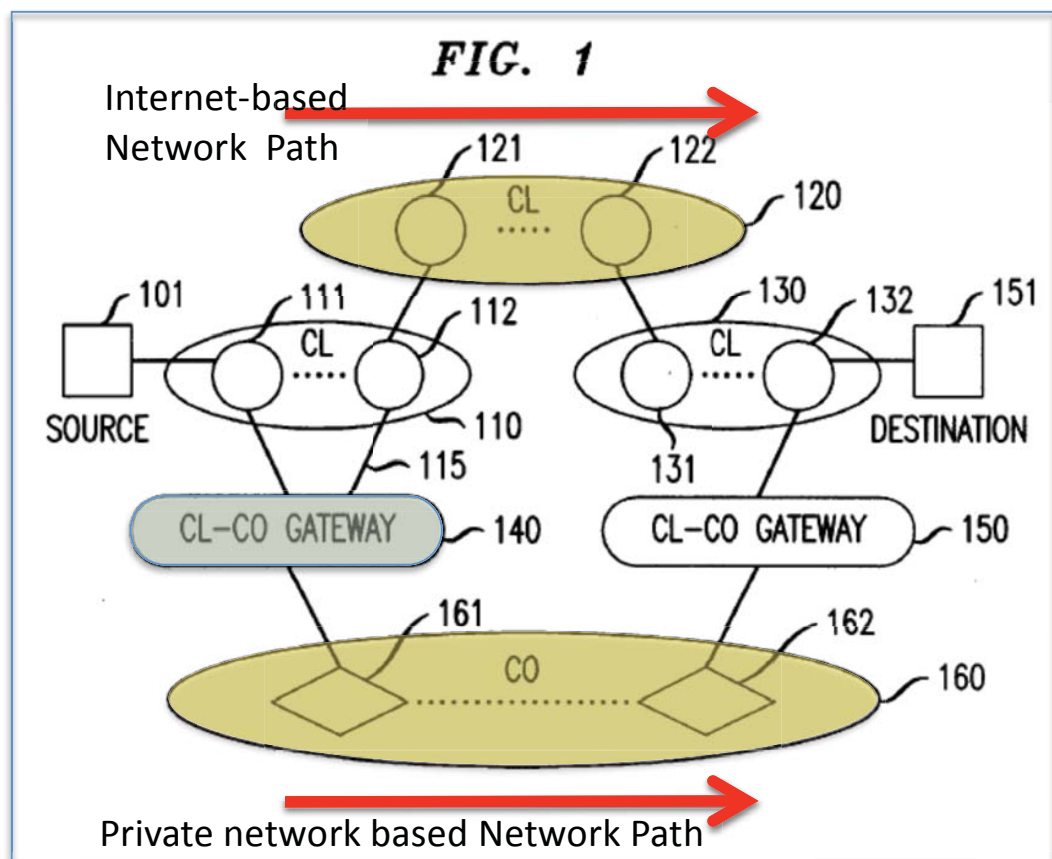 FIG. 1
Internet-based
Network Path
121
122
CL
120
101
111
112
130
132
151
CL
CL
SOURCE
110
131
DESTINATION
115
CL-CO GATEWAY
140
CL-CO GATEWAY
150
161
162
CO
160
Private network based Network Path